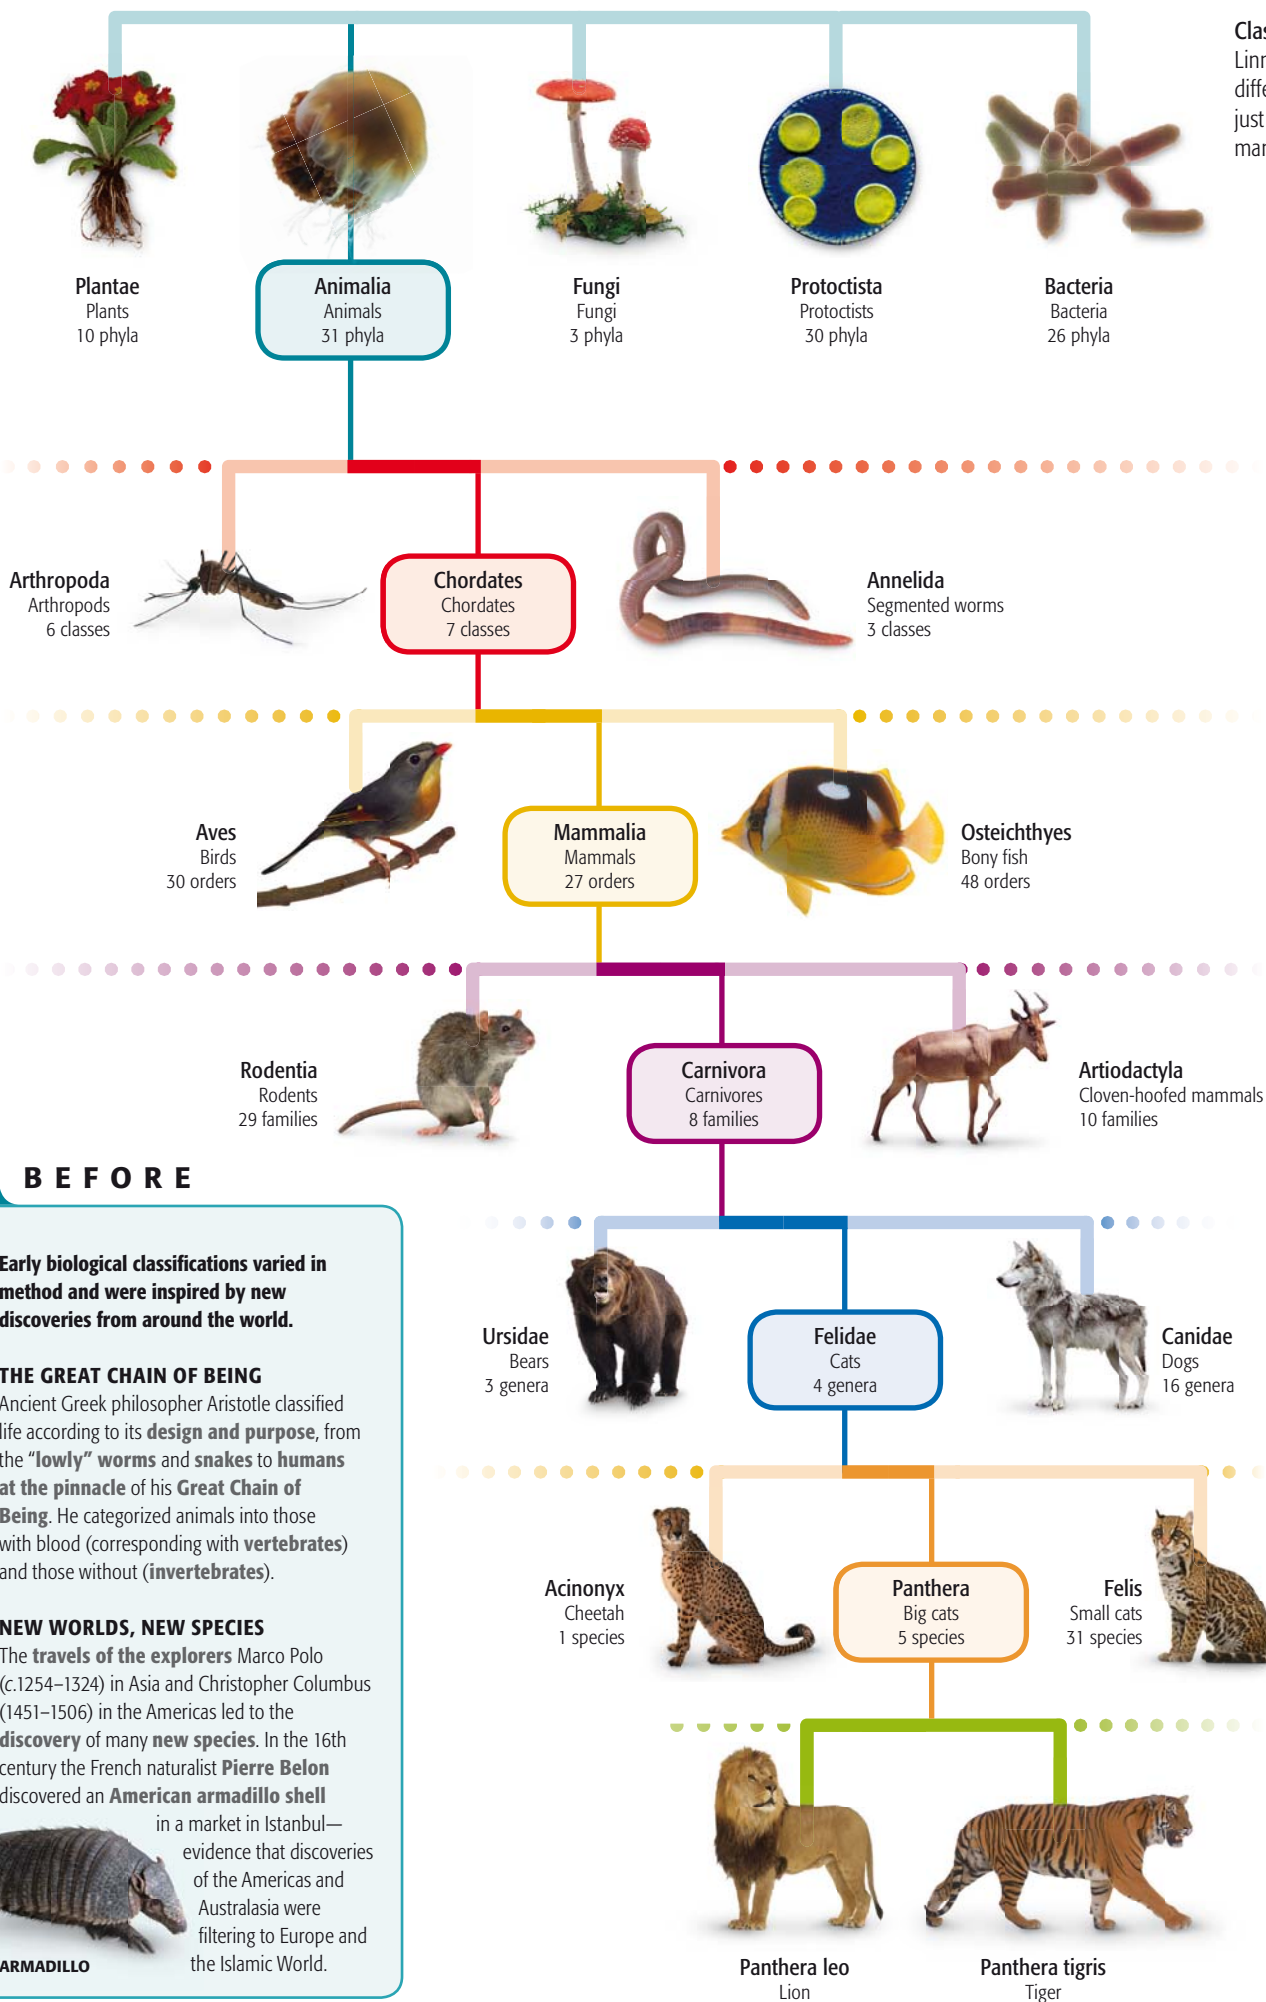 Plantae
Plants
10 phyla
Animalia
Animals
31 phyla
Fungi
Fungi
3 phyla
Protoctista
Protoctists
30 phyla
Bacteria
Bacteria
26 phyla
Arthropoda
Arthropods
6 classes
Chordates
Chordates
7 classes
Annelida
Segmented worms
3 classes
Aves
Birds
30 orders
Mammalia
Mammals
27 orders
Osteichthyes
Bony fish
48 orders
Rodentia
Rodents
29 families
Carnivora
Carnivores
8 families
Artiodactyla
Cloven-hoofed mammals
10 families
Ursidae
Bears
3 genera
Felidae
Cats
4 genera
Canidae
Dogs
16 genera
Acinonyx
Cheetah
1 species
Panthera
Big cats
5 species
Felis
Small cats
31 species
Panthera leo
Lion
Panthera tigris
Tiger
BEFORE
Early biological classifications varied in
method and were inspired by new
discoveries from around the world.
THE GREAT CHAIN OF BEING
Ancient Greek philosopher Aristotle classified
life according to its design and purpose, from
the “lowly” worms and snakes to humans
at the pinnacle of his Great Chain of
Being. He categorized animals into those
with blood (corresponding with vertebrates)
and those without (invertebrates).
NEW WORLDS, NEW SPECIES
The travels of the explorers Marco Polo
(c.1254–1324) in Asia and Christopher Columbus
(1451–1506) in the Americas led to the
discovery of many new species. In the 16th
century the French naturalist Pierre Belon
discovered an American armadillo shell
in a market in Istanbul—
evidence that discoveries
of the Americas and
Australasia were
filtering to Europe and
the Islamic World.
ARMADILLO
just